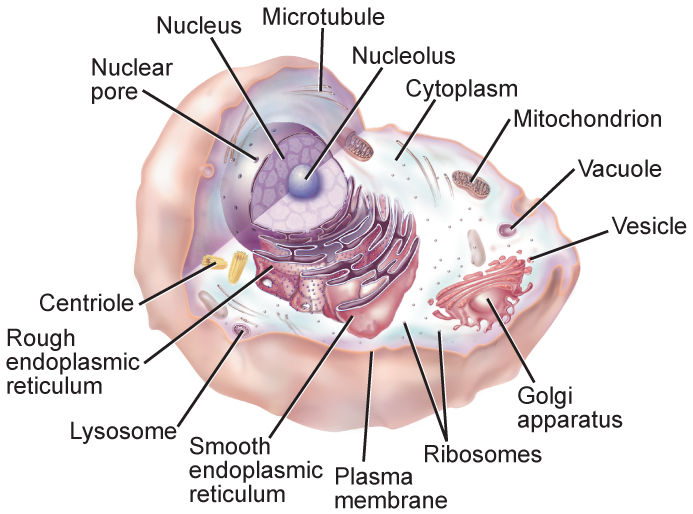 Microtubule
Nucleus
Nucleolus
Nuclear
pore
Cytoplasm
Mitochondrion
Vacuole
Vesicle
Centriole
Rough
endoplasmic
reticulum
Lysosome
Smooth
endoplasmic
reticulum
Plasma
membrane
Ribosomes
Golgi
apparatus